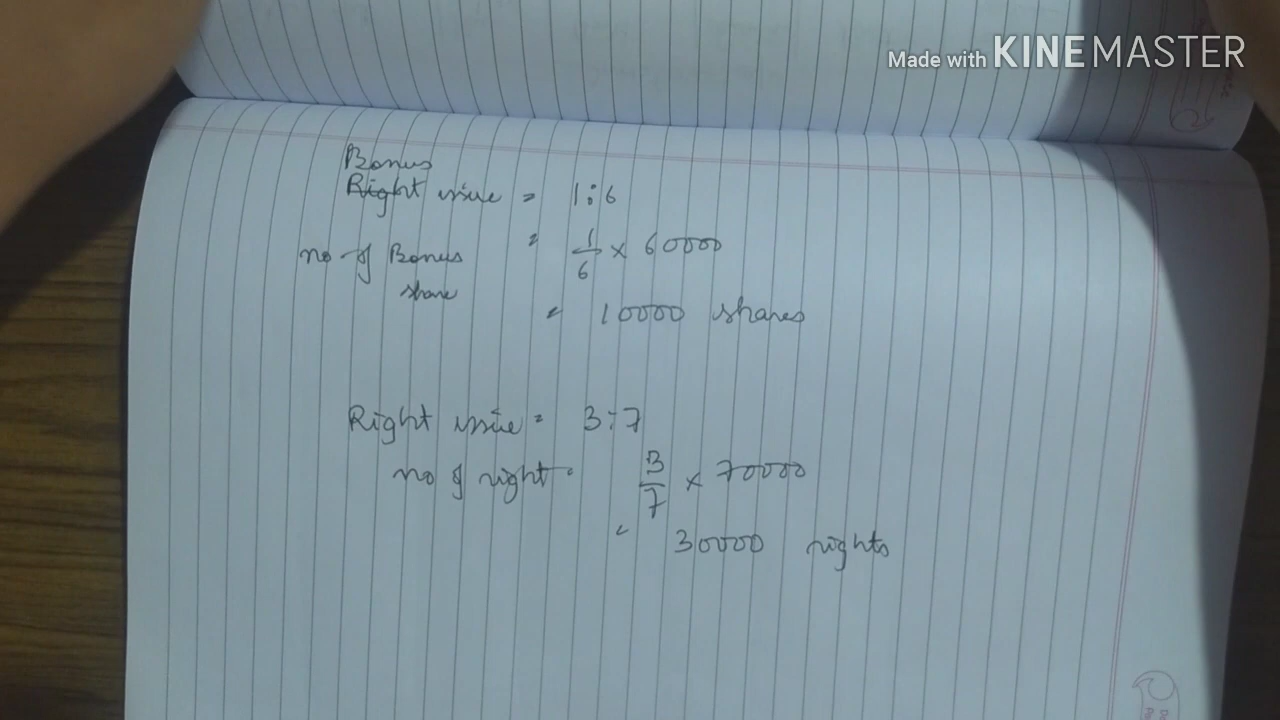 Made with KINEMASTER
Bonus
Right issue = 1:6
no of Bonus share = 1/6 × 60000
= 10000 shares
Right issue = 3:7
no of right = 3/7 × 70000
= 30000 rights